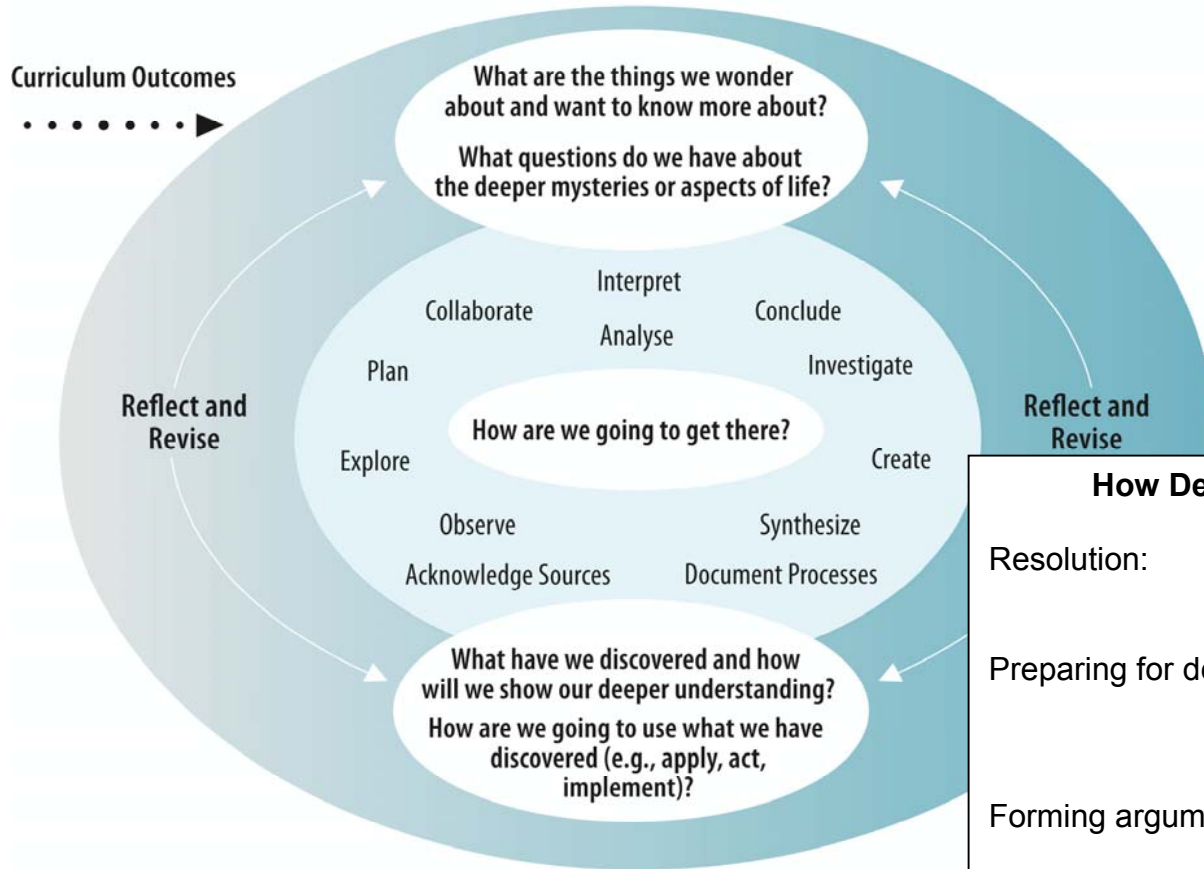 Curriculum Outcomes
What are the things we wonder
about and want to know more about?
What questions do we have about
the deeper mysteries or aspects of life?
Interpret
Collaborate
Conclude
Analyse
Plan
Investigate
Reflect and
Revise
How are we going to get there?
Reflect and
Revise
Explore
Create
Observe
Synthesize
Acknowledge Sources
Document Processes
What have we discovered and how
will we show our deeper understanding?
How are we going to use what we have
discovered (e.g., apply, act,
implement)?
How
Resolution:
Preparing for
Forming